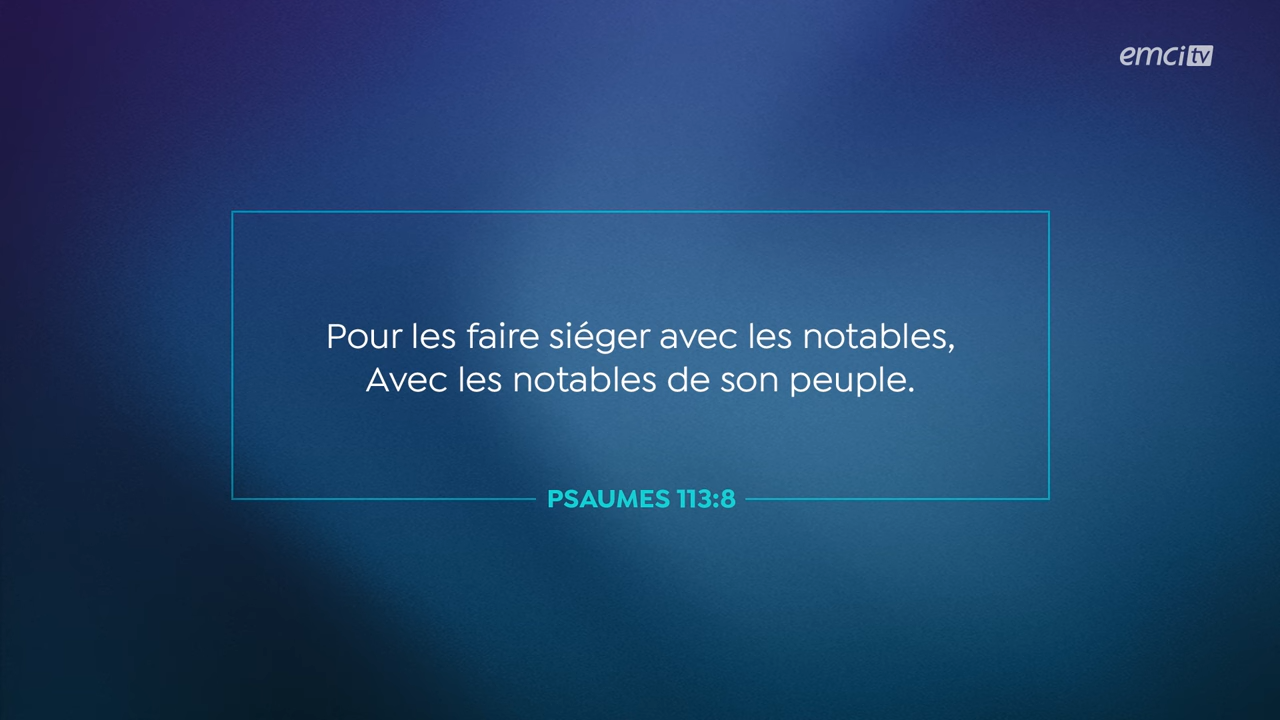 emci tv
Pour les faire siéger avec les notables,
Avec les notables de son peuple.
PSAUMES 113:8